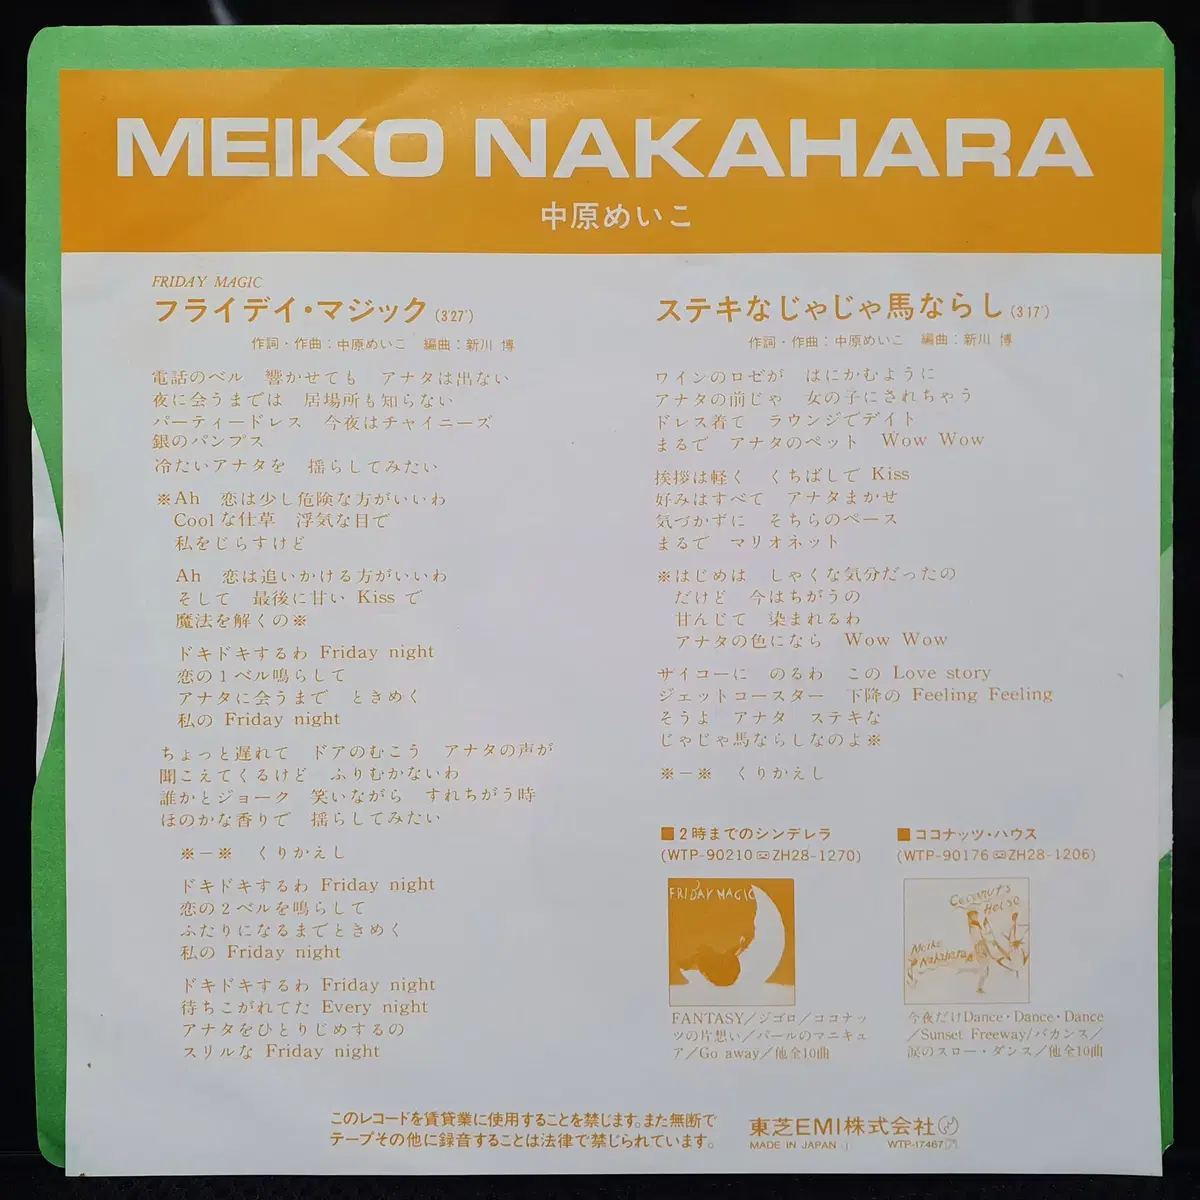 MEIKO NAKAHARA
中原めいこ
FRIDAY MAGIC
フライデイ・マジック (3'27")
作詞・作曲：中原めいこ　編曲：新川 博
電話のベル　響かせても　アナタは出ない
夜に会うまでは　居場所も知らない
パーティードレス　今夜はチャイニーズ
銀のパンプス
冷たいアナタを　揺らしてみたい
※Ah　恋は少し危険な方がいいわ
Coolな仕草　浮気な目で
私をじらすけど
Ah　恋は追いかける方がいいわ
そして　最後に甘い Kiss で
魔法を解くの※
ドキドキするわ Friday night
恋の1ベル鳴らして
アナタに会うまで　ときめく
私の Friday night
ちょっと遅れて　ドアのむこう　アナタの声が
聞こえてくるけど　ふりむかないわ
誰かとジョーク　笑いながら　すれちがう時
ほのかな香りで　揺らしてみたい
※－※　くりかえし
ドキドキするわ Friday night
恋の2ベルを鳴らして
ふたりになるまでときめく
私の Friday night
ドキドキするわ Friday night
待ちこがれてた Every night
アナタをひとりじめするの
スリルな Friday night
ステキなじゃじゃ馬ならし (3'17")
作詞・作曲：中原めいこ　編曲：新川 博
ワインのロゼが　はにかむように
アナタの前じゃ　女の子にされちゃう
ドレス着て　ラウンジでデイト
まるで　アナタのペット　Wow Wow
挨拶は軽く　くちばしで Kiss
好みはすべて　アナタまかせ
気づかずに　そちらのペース
まるで　マリオネット
※はじめは　しゃくな気分だったの
だけど　今はちがうの
甘んじて　染まれるわ
アナタの色になら　Wow Wow
サイコーに　のるわ　この Love story
ジェットコースター　下降の Feeling Feeling
そうよ　アナタ　ステキな
じゃじゃ馬ならしなのよ※
※－※　くりかえし
■2時までのシンデレラ
(WTP-90210 ZH28-1270)
FRIDAY MAGIC
FANTASY／ジゴロ／ココナッ
ツの片想い／パールのマニキュ
ア／Go away／他全10曲
■ココナッツ・ハウス
(WTP-90176 ZH28-1206)
Coconuts
House
Meiko
Nakahara
今夜だけDance・Dance・Dance
／Sunset Freeway／バカンス／
涙のスロー・ダンス／他全10曲
このレコードを賃貸業に使用することを禁じます。また無断で
テープその他に録音することは法律で禁じられています。
東芝EMI株式会社
MADE IN JAPAN WTP-17467